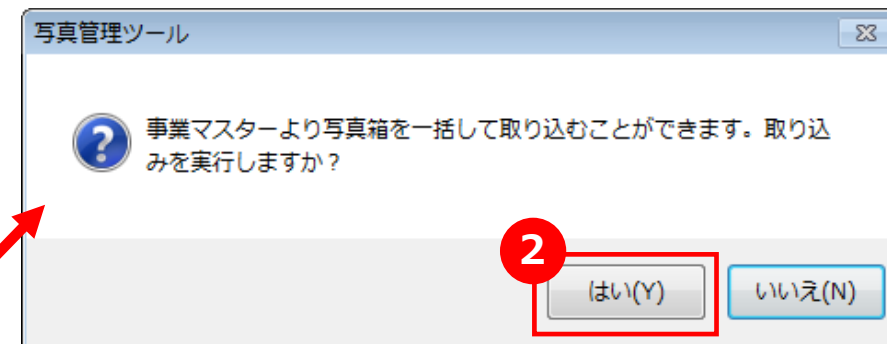 写真管理ツール
事業マスターより写真箱を一括して取り込むことができます。取り込
みを実行しますか？
2
はい(Y)
いいえ(N)